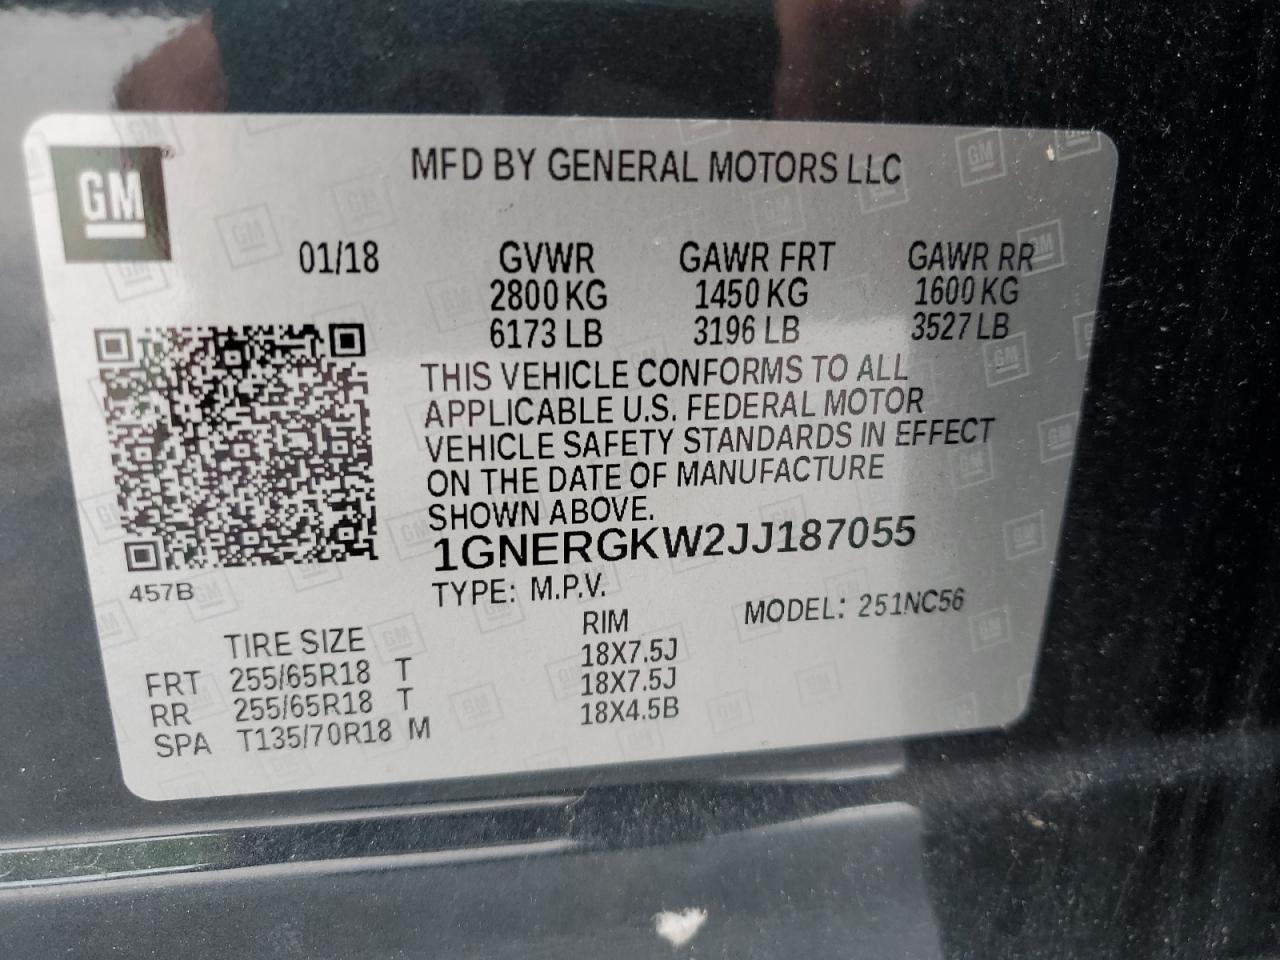 GM
MFD BY GENERAL MOTORS LLC
01/18 GVWR GAWR FRT GAWR RR
2800 KG 1450 KG 1600 KG
6173 LB 3196 LB 3527 LB
THIS VEHICLE CONFORMS TO ALL
APPLICABLE U.S. FEDERAL MOTOR
VEHICLE SAFETY STANDARDS IN EFFECT
ON THE DATE OF MANUFACTURE
SHOWN ABOVE.
1GNERGKW2JJ187055
457B
TYPE: M.P.V. MODEL: 251NC56
TIRE SIZE RIM
FRT 255/65R18 T 18X7.5J
RR 255/65R18 T 18X7.5J
SPA T135/70R18 M 18X4.5B